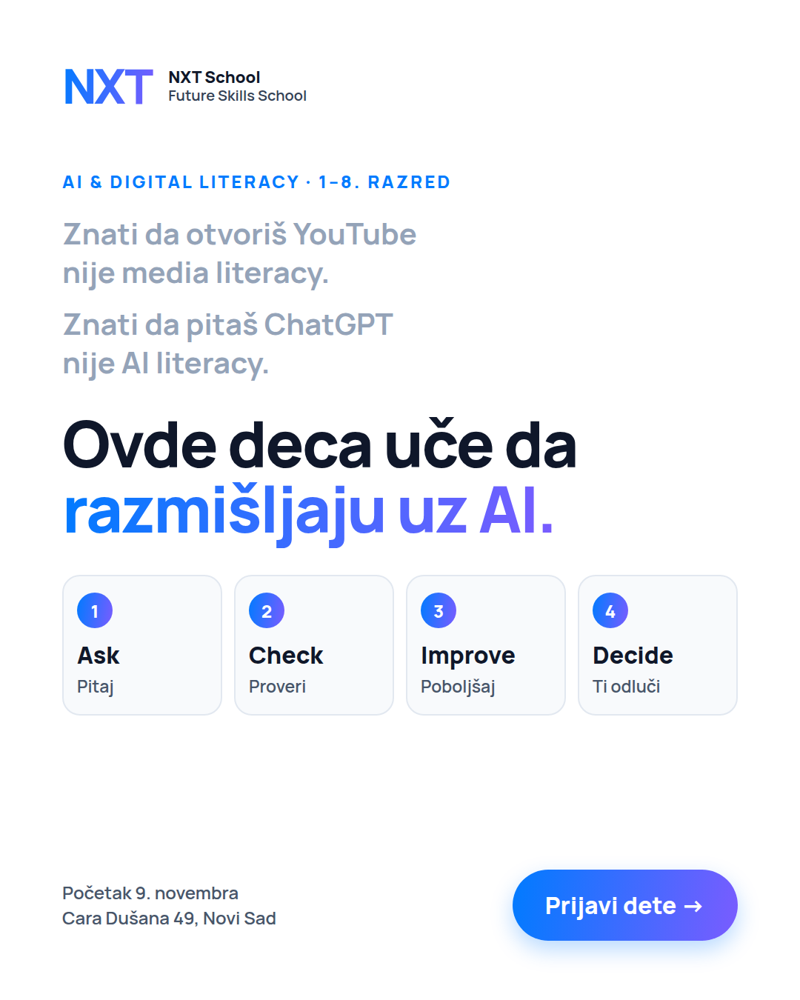 NXT
NXT School
Future Skills School
AI & DIGITAL LITERACY · 1–8. RAZRED
Znati da otvoriš YouTube
nije media literacy.
Znati da pitaš ChatGPT
nije AI literacy.
Ovde deca uče da
razmišljaju uz AI.
1
Ask
Pitaj
2
Check
Proveri
3
Improve
Poboljšaj
4
Decide
Ti odluči
Početak 9. novembra
Cara Dušana 49, Novi Sad
Prijavi dete →